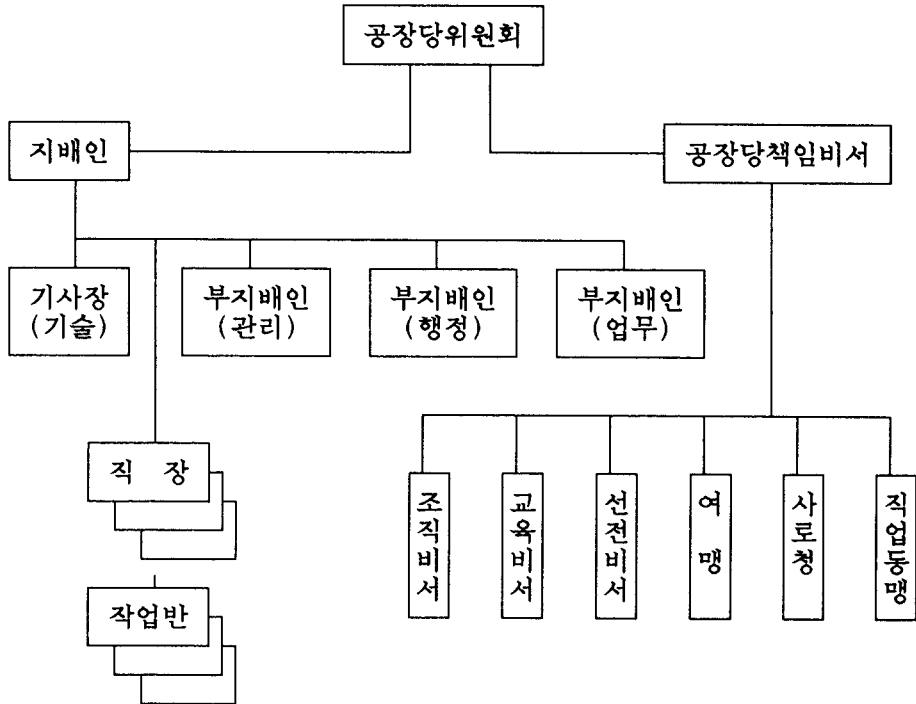 공장당위원회
지배인
공장당책임비서
기사장
(기술)
부지배인
(관리)
부지배인
(행정)
부지배인
(업무)
직 장
작업반
조직비서
교육비서
선전비서
여 맹
사로청
직업동맹